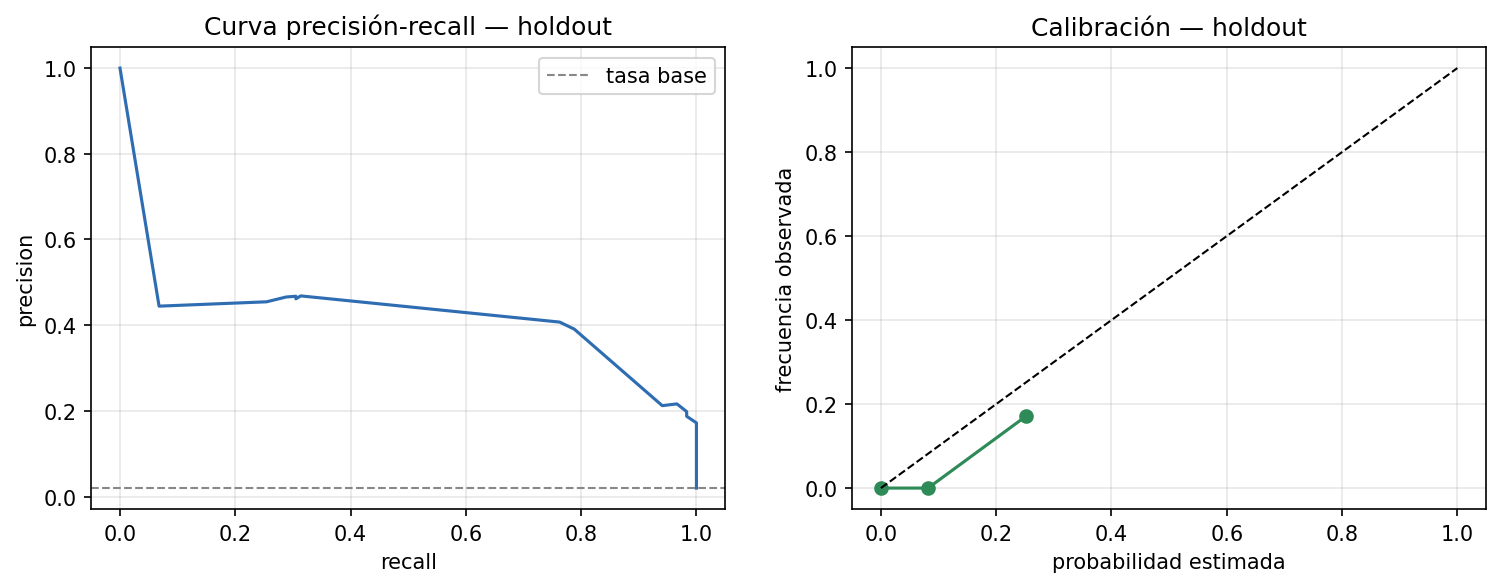 Curva precisión-recall — holdout
tasa base
1.0
0.8
0.6
0.4
0.2
0.0
precision
0.0 0.2 0.4 0.6 0.8 1.0
recall
Calibración — holdout
1.0
0.8
0.6
0.4
0.2
0.0
frecuencia observada
0.0 0.2 0.4 0.6 0.8 1.0
probabilidad estimada